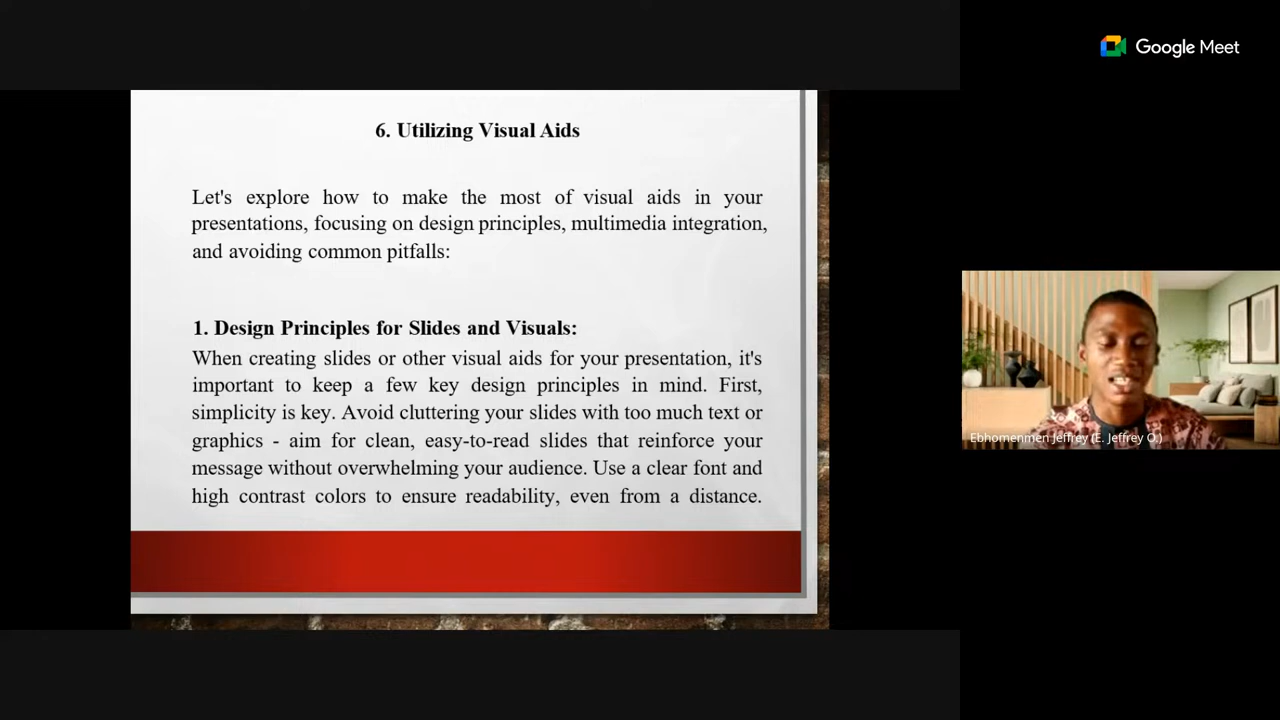 Google Meet
6. Utilizing Visual Aids
Let's explore how to make the most of visual aids in your
presentations, focusing on design principles, multimedia integration,
and avoiding common pitfalls:
1. Design Principles for Slides and Visuals:
When creating slides or other visual aids for your presentation, it's
important to keep a few key design principles in mind. First,
simplicity is key. Avoid cluttering your slides with too much text or
graphics - aim for clean, easy-to-read slides that reinforce your
message without overwhelming your audience. Use a clear font and
high contrast colors to ensure readability, even from a distance.
Ebhomenmen Jeffrey (E. Jeffrey O.)